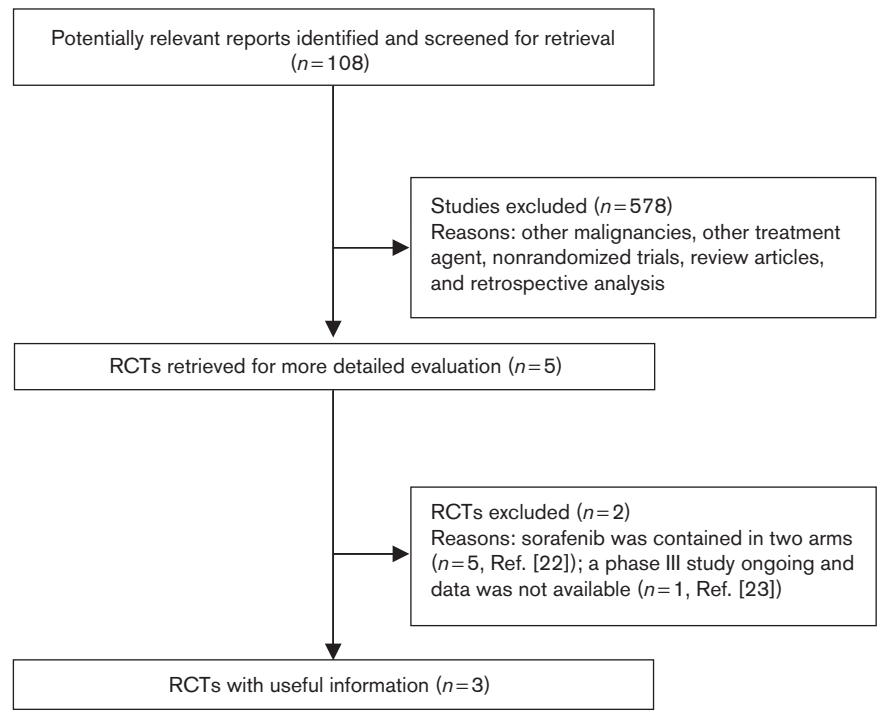 Potentially relevant reports identified and screened for retrieval
(n=108)
Studies excluded (n=578)
Reasons: other malignancies, other treatment
agent, nonrandomized trials, review articles,
and retrospective analysis
RCTs retrieved for more detailed evaluation (n=5)
RCTs excluded (n=2)
Reasons: sorafenib was contained in two arms
(n=5, Ref. [22]); a phase III study ongoing and
data was not available (n=1, Ref. [23])
RCTs with useful information (n=3)